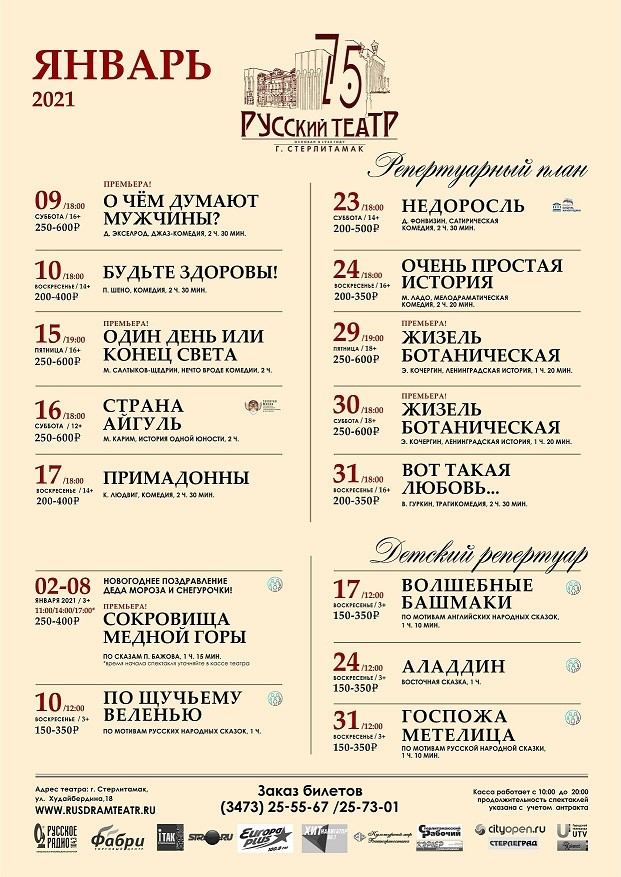 ЯНВАРЬ
2021
75
РУССКИЙ ТЕАТР
Г. СТЕРЛИТАМАК
Репертуарный план
09/18:00
СУББОТА / 16+
250-600₽
ПРЕМЬЕРА!
О ЧЁМ ДУМАЮТ
МУЖЧИНЫ?
Д. ЭКСЕЛРОД, ДЖАЗ-КОМЕДИЯ, 2 Ч. 30 МИН.
10/18:00
ВОСКРЕСЕНЬЕ / 14+
200-400₽
БУДЬТЕ ЗДОРОВЫ!
П. ШЕНО, КОМЕДИЯ, 2 Ч. 30 МИН.
15/19:00
ПЯТНИЦА / 16+
250-600₽
ПРЕМЬЕРА!
ОДИН ДЕНЬ ИЛИ
КОНЕЦ СВЕТА
М. САЛТЫКОВ-ЩЕДРИН, НЕЧТО ВРОДЕ КОМЕДИИ, 2 Ч.
16/18:00
СУББОТА / 12+
250-600₽
СТРАНА
АЙГУЛЬ
М. КАРИМ, ИСТОРИЯ ОДНОЙ ЮНОСТИ, 2 Ч.
17/18:00
ВОСКРЕСЕНЬЕ / 14+
200-400₽
ПРИМАДОННЫ
К. ЛЮДВИГ, КОМЕДИЯ, 2 Ч. 30 МИН.
23/18:00
СУББОТА / 14+
200-500₽
НЕДОРОСЛЬ
Д. ФОНВИЗИН, САТИРИЧЕСКАЯ
КОМЕДИЯ, 2 Ч. 30 МИН.
24/18:00
ВОСКРЕСЕНЬЕ / 16+
200-350₽
ОЧЕНЬ ПРОСТАЯ
ИСТОРИЯ
М. ЛАДО, МЕЛОДРАМАТИЧЕСКАЯ
КОМЕДИЯ, 2 Ч. 20 МИН.
29/19:00
ПЯТНИЦА / 18+
250-600₽
ПРЕМЬЕРА!
ЖИЗЕЛЬ
БОТАНИЧЕСКАЯ
Э. КОЧЕРГИН, ЛЕНИНГРАДСКАЯ ИСТОРИЯ, 1 Ч. 20 МИН.
30/18:00
СУББОТА / 18+
250-600₽
ПРЕМЬЕРА!
ЖИЗЕЛЬ
БОТАНИЧЕСКАЯ
Э. КОЧЕРГИН, ЛЕНИНГРАДСКАЯ ИСТОРИЯ, 1 Ч. 20 МИН.
31/18:00
ВОСКРЕСЕНЬЕ / 16+
200-350₽
ВОТ ТАКАЯ
ЛЮБОВЬ...
В. ГУРКИН, ТРАГИКОМЕДИЯ, 2 Ч. 30 МИН.
Детский репертуар
02-08
ЯНВАРЯ 2021 / 3+
11:00/14:00/17:00*
250-400₽
НОВОГОДНЕЕ ПОЗДРАВЛЕНИЕ
ДЕДА МОРОЗА И СНЕГУРОЧКИ!
ПРЕМЬЕРА!
СОКРОВИЩА
МЕДНОЙ ГОРЫ
ПО СКАЗАМ П. БАЖОВА, 1 Ч. 15 МИН.
*время начала спектакля уточняйте в кассе театра
10/12:00
ВОСКРЕСЕНЬЕ / 3+
150-350₽
ПО ЩУЧЬЕМУ
ВЕЛЕНЬЮ
ПО МОТИВАМ РУССКИХ НАРОДНЫХ СКАЗОК, 1 Ч.
17/12:00
ВОСКРЕСЕНЬЕ / 3+
150-350₽
ВОЛШЕБНЫЕ
БАШМАКИ
ПО МОТИВАМ АНГЛИЙСКИХ НАРОДНЫХ СКАЗОК,
1 Ч. 10 МИН.
24/12:00
ВОСКРЕСЕНЬЕ / 3+
150-350₽
АЛАДДИН
ВОСТОЧНАЯ СКАЗКА, 1 Ч.
31/12:00
ВОСКРЕСЕНЬЕ / 3+
150-350₽
ГОСПОЖА
МЕТЕЛИЦА
ПО МОТИВАМ РУССКОЙ НАРОДНОЙ СКАЗКИ,
1 Ч. 10 МИН.
Адрес театра: г. Стерлитамак,
ул. Худайбердина,18
WWW.RUSDRAMTEATR.RU
Заказ билетов
(3473) 25-55-67 /25-73-01
Касса работает с 10:00 до 20:00
продолжительность спектаклей
указана с учетом антракта
РУССКОЕ
РАДИО
Фабри
ITAK
Europa
PLUS
ХИТ
Стерлитамакский
Рабочий
cityopen.ru
СТЕРЛЕГРАД
UTV